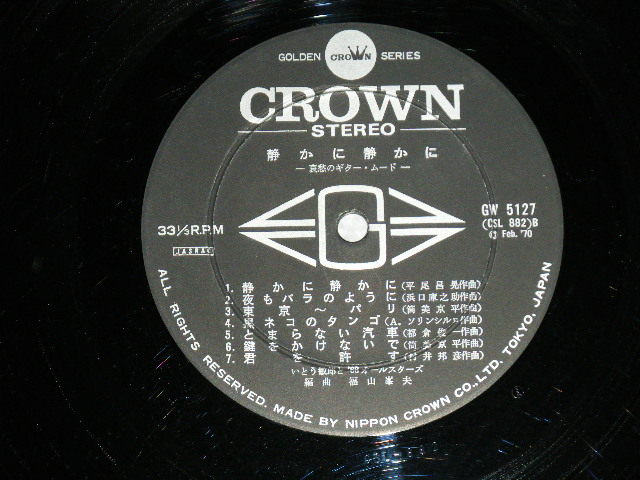 GOLDEN CROWN SERIES
CROWN
STEREO
静かに静かに
―哀愁のギター・ムード―
33⅓R.P.M
JASRAC
G
GW 5127
(CSL 882)B
Ⓟ Feb. '70
1. 静かに静かに(平尾昌晃作曲)
2. 夜もバラのように(浜口庫之助作曲)
3. 東京～パリ(筒美京平作曲)
4. 黒ネコのタンゴ(A. ソリンシルロ作曲)
5. とまらない汽車(都倉俊一作曲)
6. 鍵をかけないで(筒美京平作曲)
7. 君を許す(村井邦彦作曲)
いとう敏郎と'68オールスターズ
編曲 福山峯夫
ALL RIGHTS RESERVED. MADE BY NIPPON CROWN CO., LTD. TOKYO, JAPAN